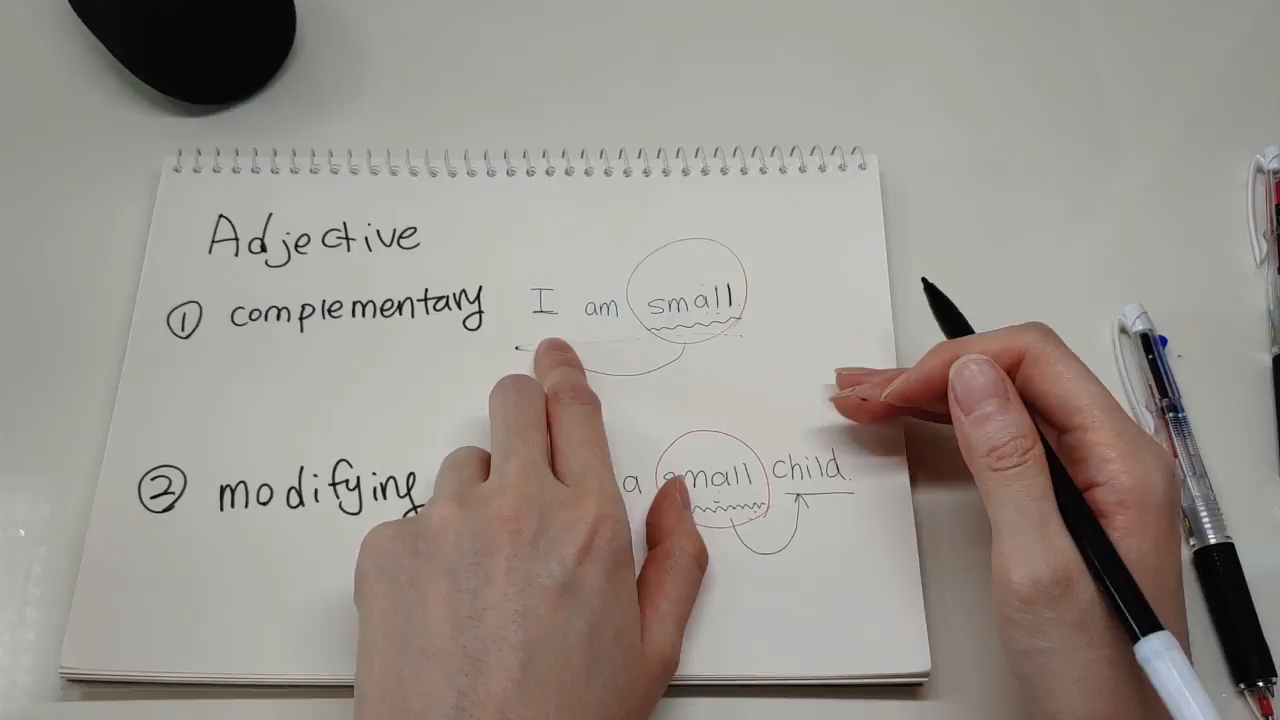 Adjective
① complementary I am small.
② modifying a small child.